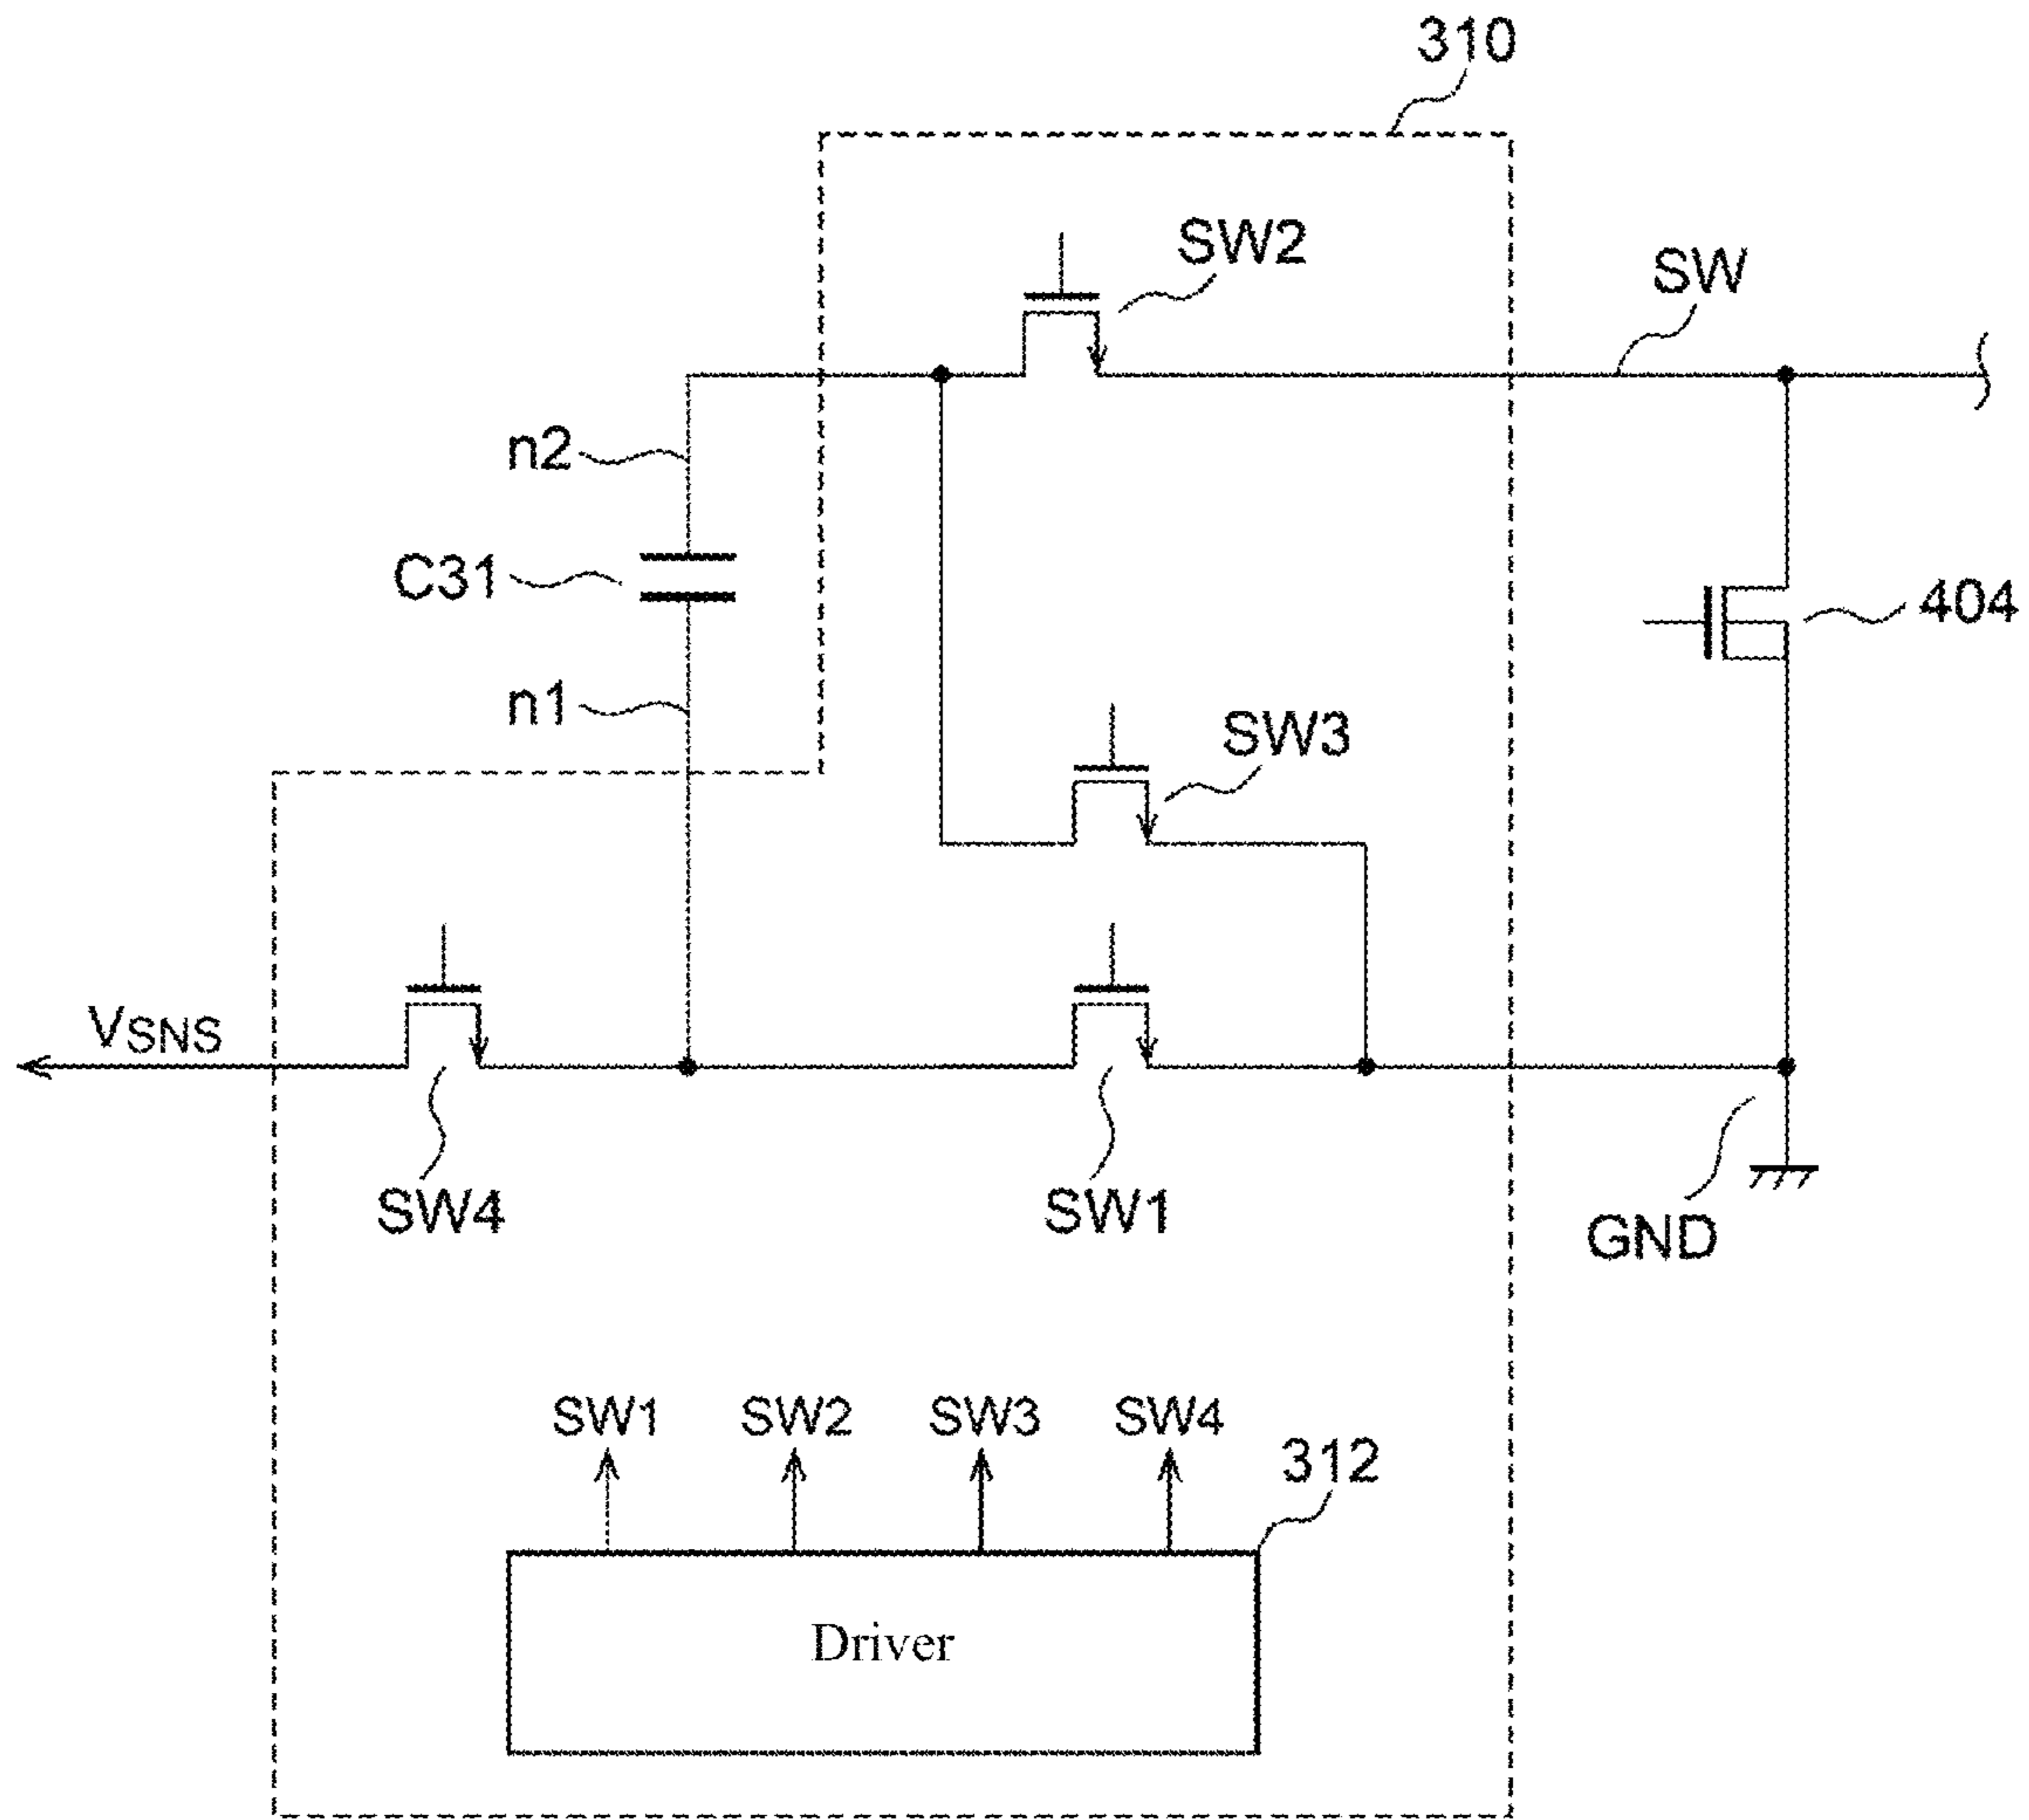 310
SW2
SW
n2
C31
404
n1
SW3
VSNS
SW4
SW1
GND
SW1 SW2 SW3 SW4
312
Driver